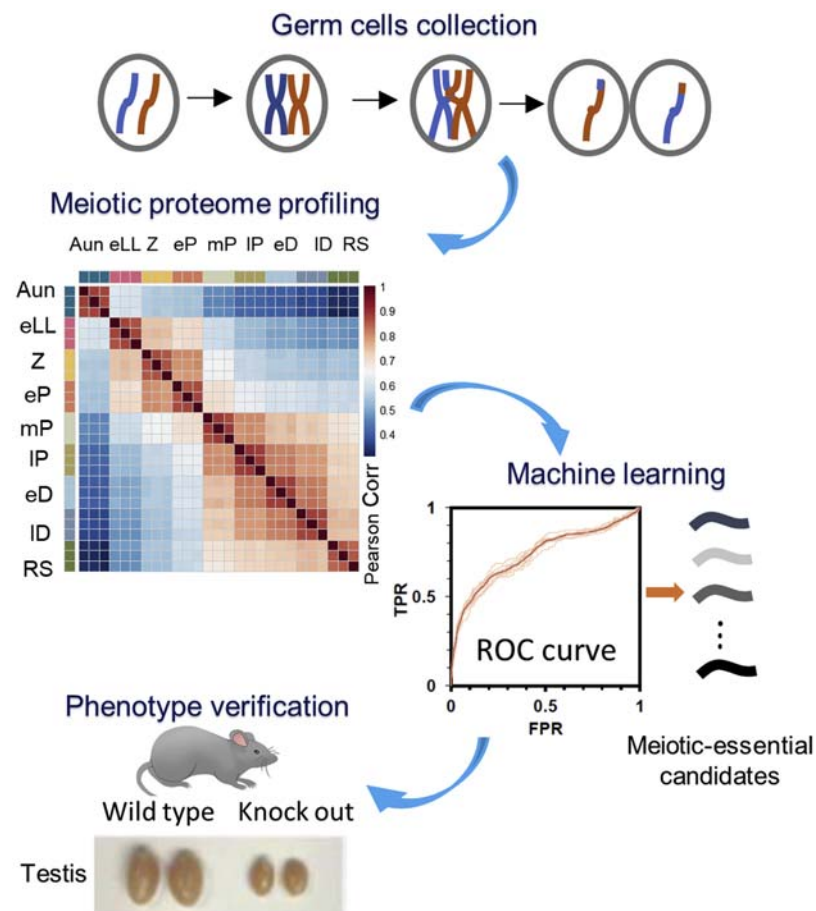 Germ cells collection
Meiotic proteome profiling
Aun eLL Z eP mP lP eD lD RS
Aun
eLL
Z
eP
mP
lP
eD
lD
RS
1
0.9
0.8
0.7
0.6
0.5
0.4
Pearson Corr
Machine learning
1
0.5
0
TPR
ROC curve
0 0.5 1
FPR
Meiotic-essential
candidates
Phenotype verification
Wild type Knock out
Testis